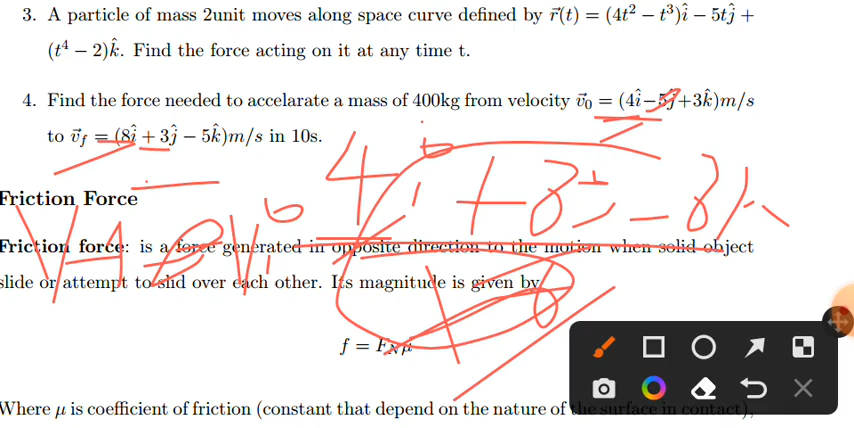 3. A particle of mass 2unit moves along space curve defined by r⃗(t) = (4t² − t³)î − 5tĵ +
(t⁴ − 2)k̂. Find the force acting on it at any time t.
4. Find the force needed to accelarate a mass of 400kg from velocity v⃗₀ = (4î−5ĵ+3k̂)m/s
to v⃗f = (8î + 3ĵ − 5k̂)m/s in 10s.
Friction Force
Friction force: is a force generated in opposite direction to the motion when solid object
slide or attempt to slid over each other. Its magnitude is given by
f = F_N μ
Where μ is coefficient of friction (constant that depend on the nature of the surface in contact),